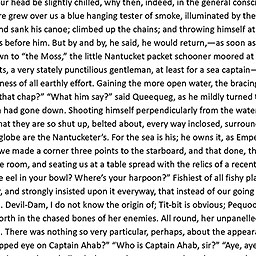 ur head be slightly chilled, why then, indeed, in the general consci
re grew over us a blue hanging tester of smoke, illuminated by the
nd sank his canoe; climbed up the chains; and throwing himself at
s before him. But by and by, he said, he would return,—as soon as
wn to “the Moss,” the little Nantucket packet schooner moored at
ts, a very stately punctilious gentleman, at least for a sea captain—
ness of all earthly effort. Gaining the more open water, the bracing
that chap?” “What him say?” said Queequeg, as he mildly turned
had gone down. Shooting himself perpendicularly from the wate
hat they are so shut up, belted about, every way inclosed, surroun
globe are the Nantucketer’s. For the sea is his; he owns it, as Empe
we made a corner three points to the starboard, and that done, th
e room, and seating us at a table spread with the relics of a recent
e eel in your bowl? Where’s your harpoon?” Fishiest of all fishy pla
, and strongly insisted upon it everyway, that instead of our going
. Devil-Dam, I do not know the origin of; Tit-bit is obvious; Pequo
orth in the chased bones of her enemies. All round, her unpanelle
. There was nothing so very particular, perhaps, about the appeara
pped eye on Captain Ahab?” “Who is Captain Ahab, sir?” “Aye, aye